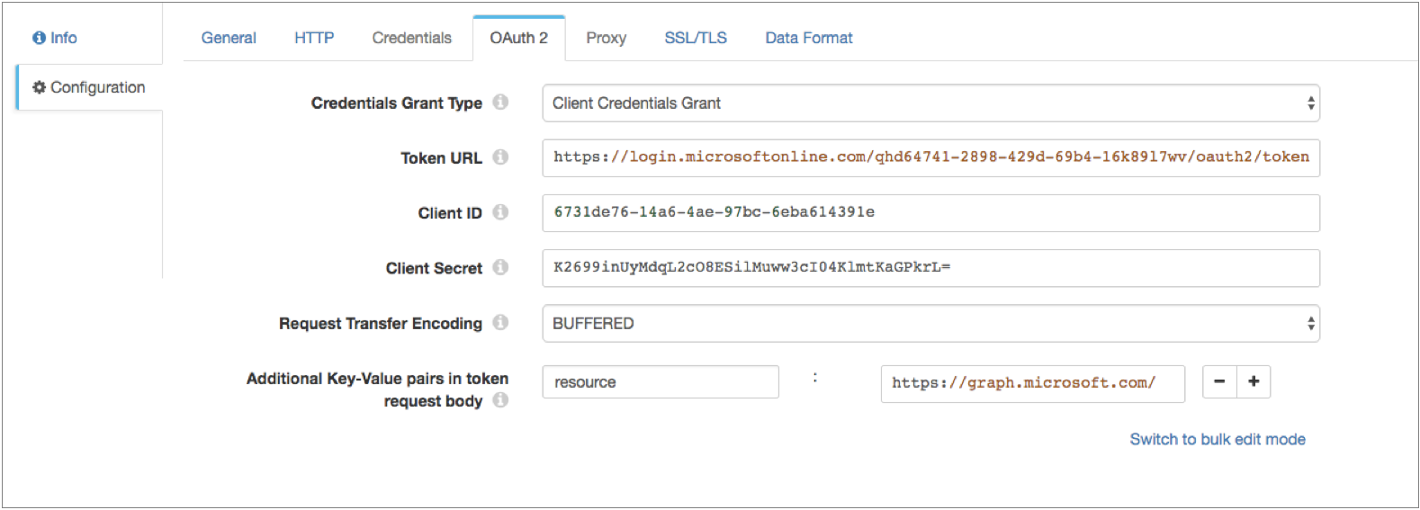 Info
Configuration
General HTTP Credentials OAuth 2 Proxy SSL/TLS Data Format
Credentials Grant Type Client Credentials Grant
Token URL https://login.microsoftonline.com/qhd64741-2898-429d-69b4-16k89l7wv/oauth2/token
Client ID 6731de76-14a6-4ae-97bc-6eba614391e
Client Secret K2699inUyMdqL2cO8ESilMuww3cI04KlmtKaGPkrL=
Request Transfer Encoding BUFFERED
Additional Key-Value pairs in token
request body resource : https://graph.microsoft.com/
Switch to bulk edit mode